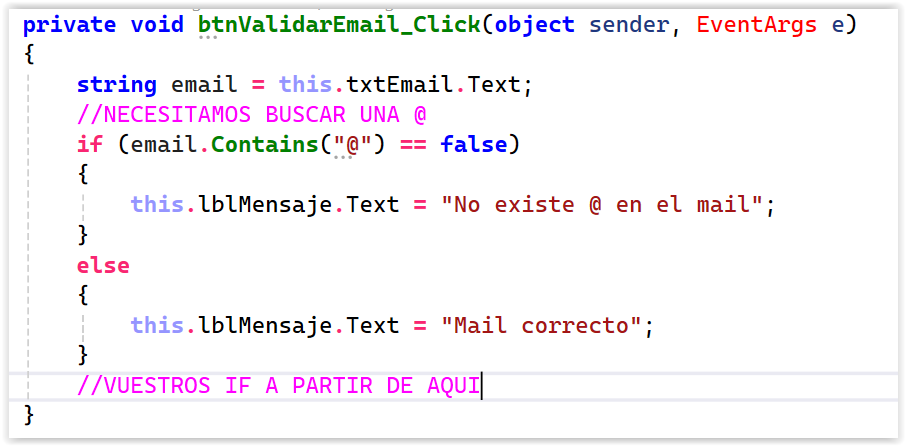 private void btnValidarEmail_Click(object sender, EventArgs e)
{
    string email = this.txtEmail.Text;
    //NECESITAMOS BUSCAR UNA @
    if (email.Contains("@") == false)
    {
        this.lblMensaje.Text = "No existe @ en el mail";
    }
    else
    {
        this.lblMensaje.Text = "Mail correcto";
    }
    //VUESTROS IF A PARTIR DE AQUI
}